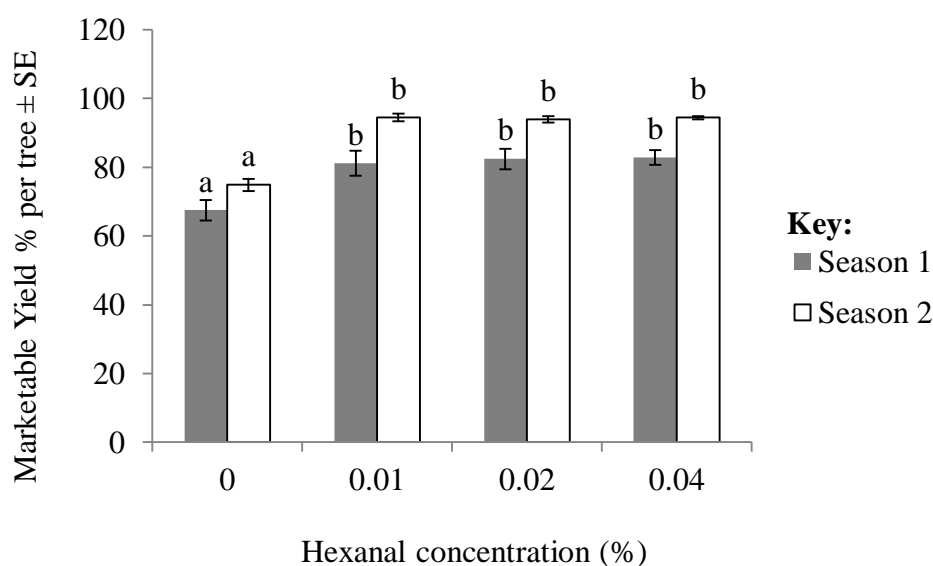 120
100
80
60
40
20
0
Marketable Yield % per tree ± SE
a
a
b
b
b
b
b
b
0
0.01
0.02
0.04
Hexanal concentration (%)
Key:
Season 1
Season 2